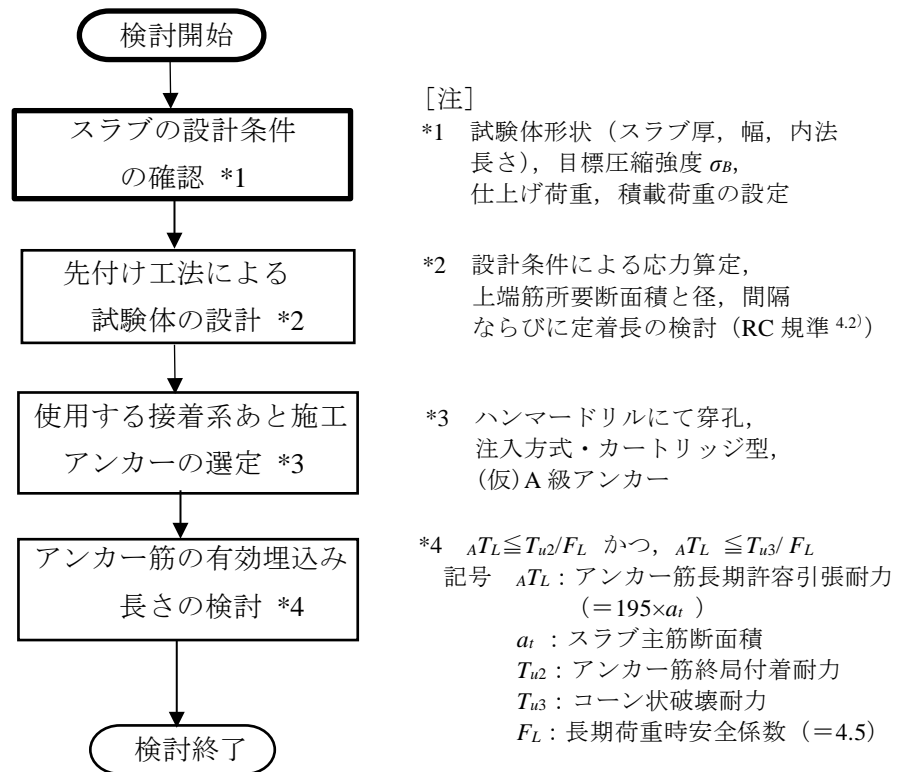 検討開始
スラブの設計条件
の確認 *1
先付け工法による
試験体の設計 *2
使用する接着系あと施工
アンカーの選定 *3
アンカー筋の有効埋込み
長さの検討 *4
検討終了
［注］
*1 試験体形状（スラブ厚，幅，内法
長さ），目標圧縮強度 σB，
仕上げ荷重，積載荷重の設定
*2 設計条件による応力算定，
上端筋所要断面積と径，間隔
ならびに定着長の検討（RC 規準 4.2)）
*3 ハンマードリルにて穿孔，
注入方式・カートリッジ型，
(仮)A 級アンカー
*4 ATL≦Tu2/FL かつ，ATL ≦Tu3/ FL
記号 ATL：アンカー筋長期許容引張耐力
（＝195×at ）
at ：スラブ主筋断面積
Tu2：アンカー筋終局付着耐力
Tu3：コーン状破壊耐力
FL：長期荷重時安全係数（＝4.5）